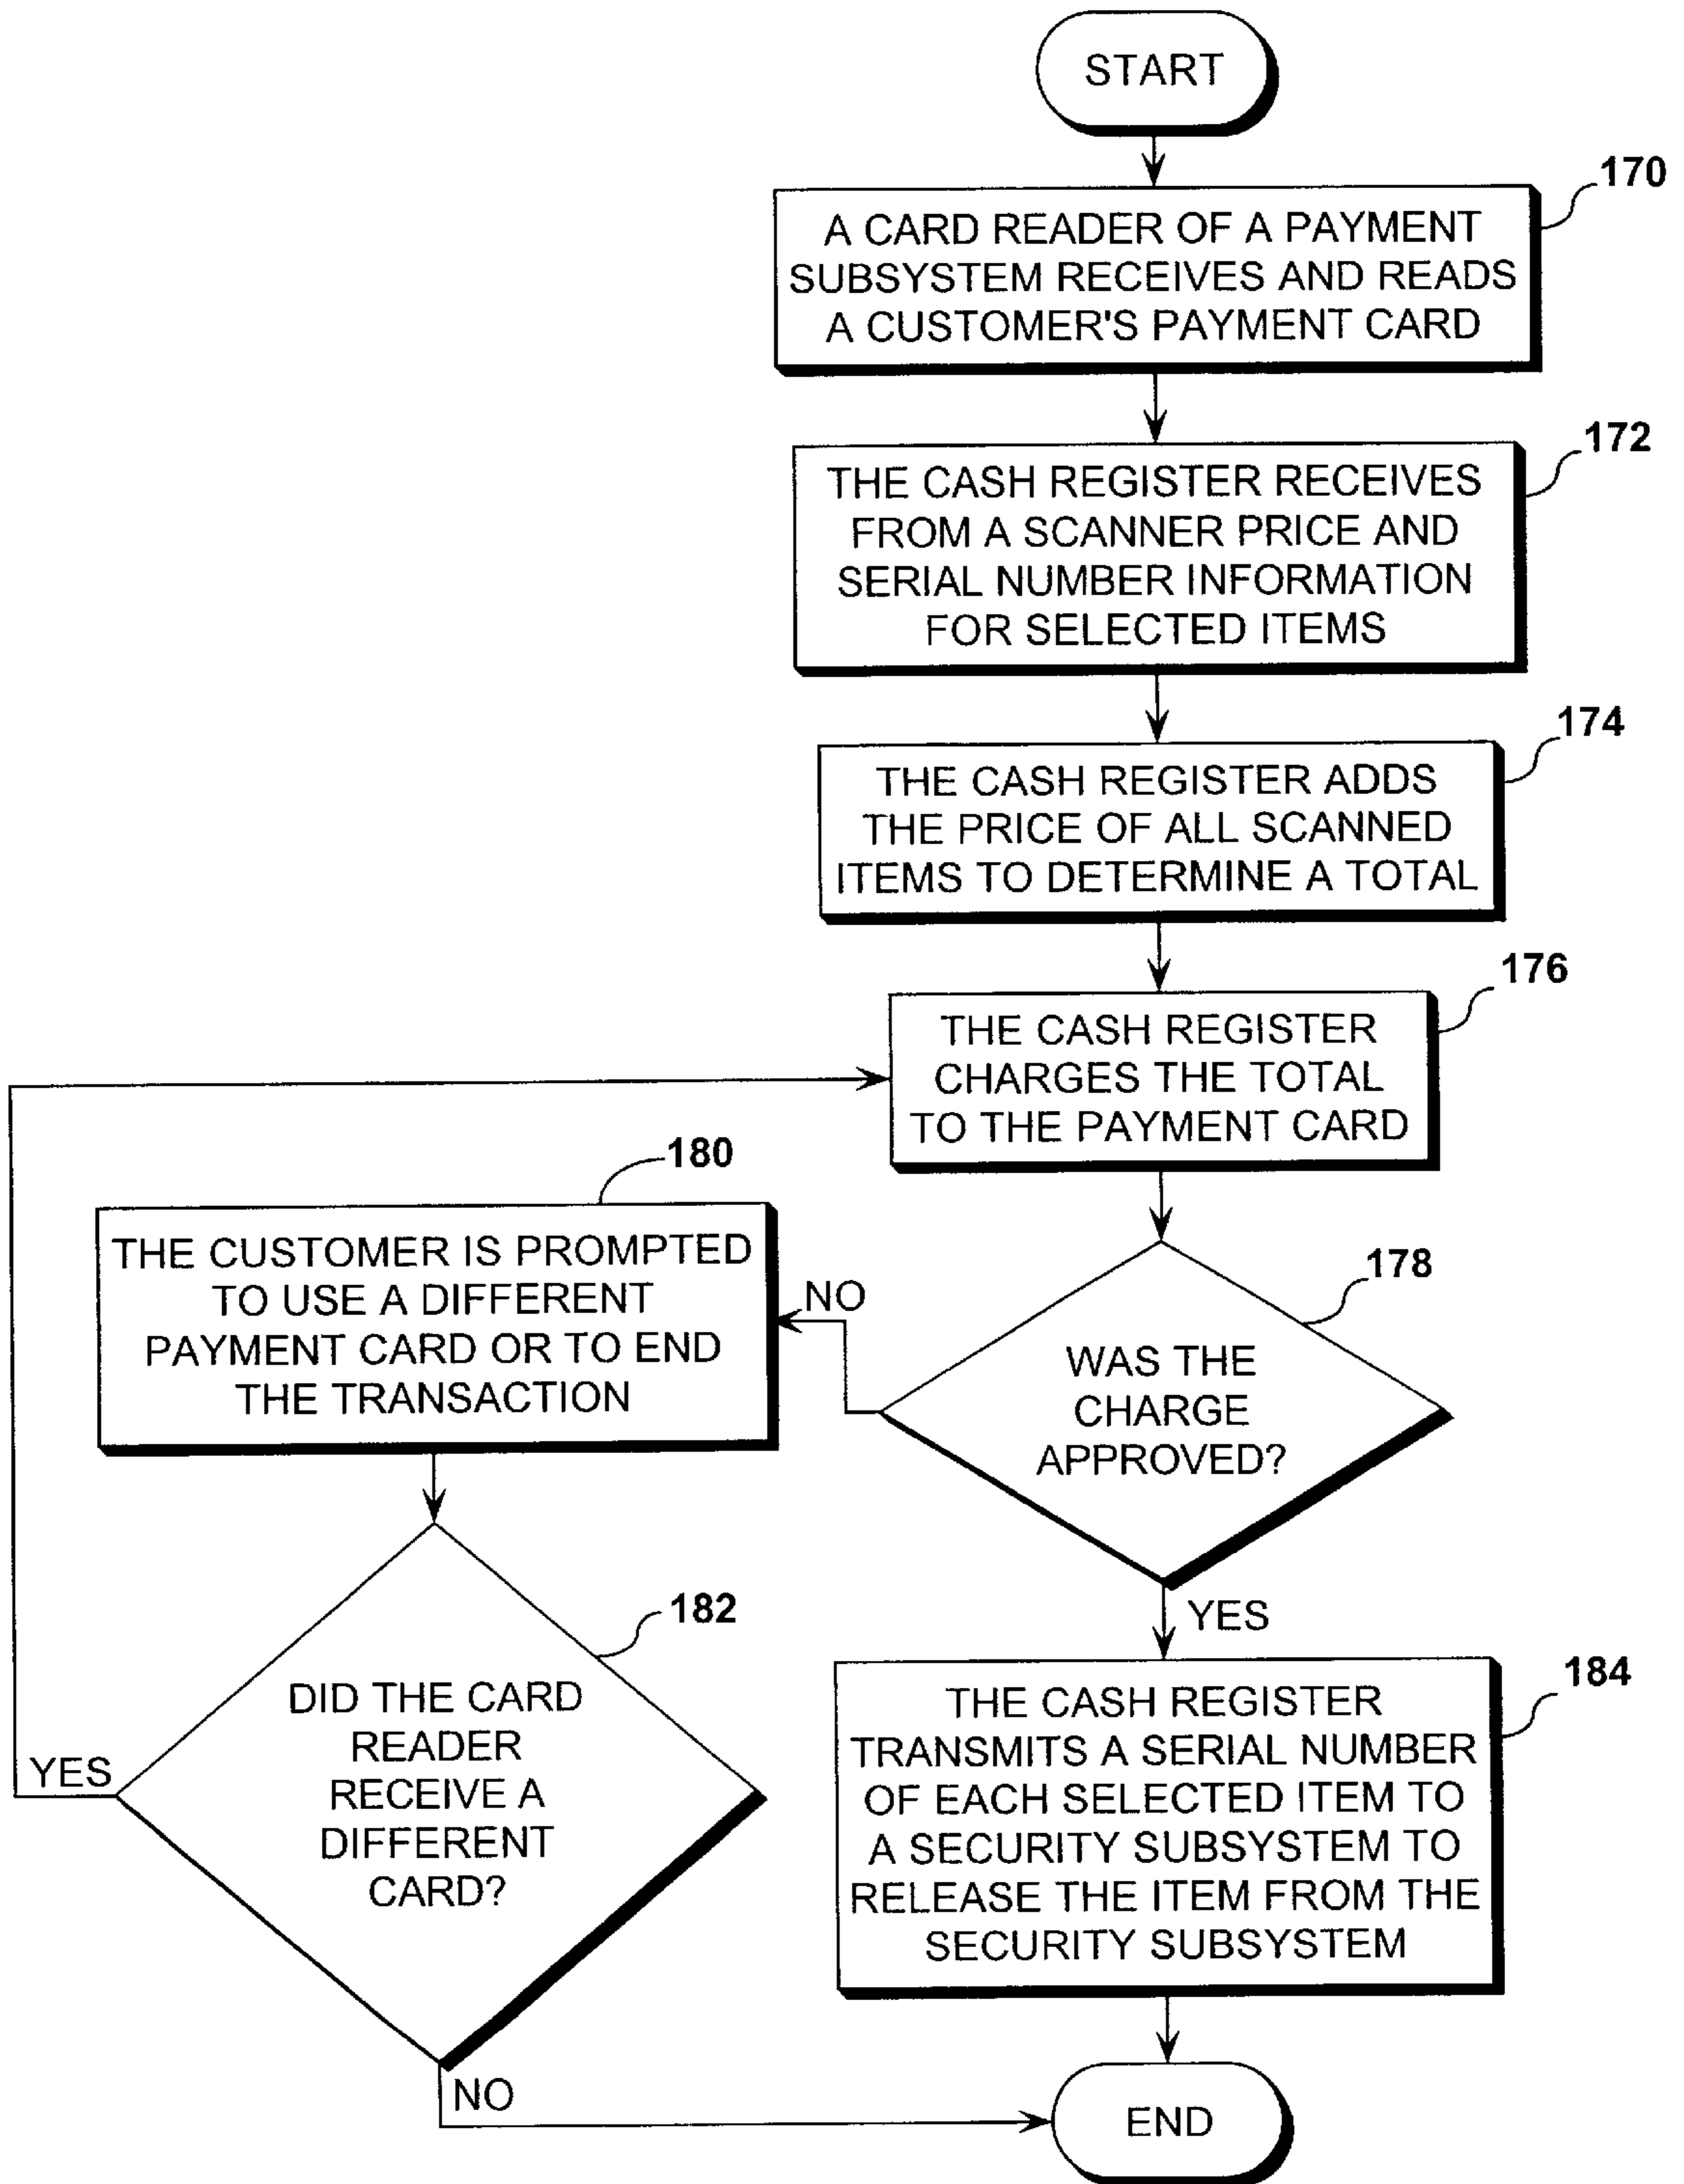 START
170
A CARD READER OF A PAYMENT
SUBSYSTEM RECEIVES AND READS
A CUSTOMER'S PAYMENT CARD
172
THE CASH REGISTER RECEIVES
FROM A SCANNER PRICE AND
SERIAL NUMBER INFORMATION
FOR SELECTED ITEMS
174
THE CASH REGISTER ADDS
THE PRICE OF ALL SCANNED
ITEMS TO DETERMINE A TOTAL
176
THE CASH REGISTER
CHARGES THE TOTAL
TO THE PAYMENT CARD
178
WAS THE
CHARGE
APPROVED?
NO
180
THE CUSTOMER IS PROMPTED
TO USE A DIFFERENT
PAYMENT CARD OR TO END
THE TRANSACTION
182
DID THE CARD
READER
RECEIVE A
DIFFERENT
CARD?
YES
NO
YES
184
THE CASH REGISTER
TRANSMITS A SERIAL NUMBER
OF EACH SELECTED ITEM TO
A SECURITY SUBSYSTEM TO
RELEASE THE ITEM FROM THE
SECURITY SUBSYSTEM
END